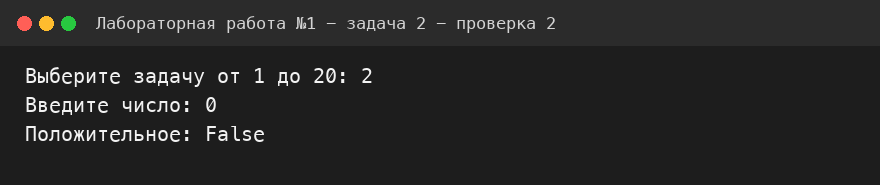 Лабораторная работа №1 — задача 2 — проверка 2
Выберите задачу от 1 до 20: 2
Введите число: 0
Положительное: False